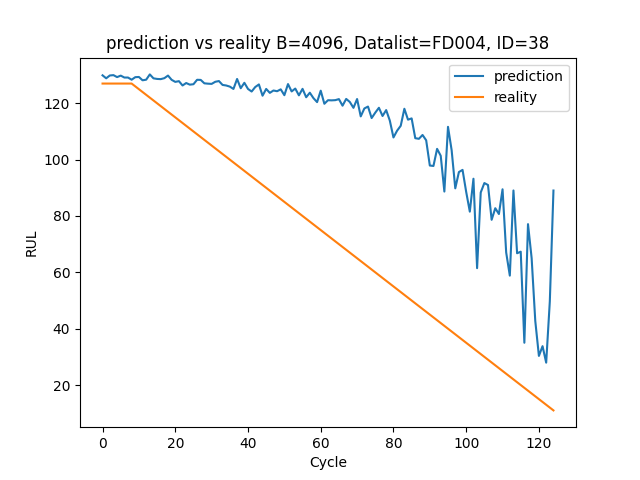 prediction vs reality B=4096, Datalist=FD004, ID=38
prediction
reality
RUL
120
100
80
60
40
20
0 20 40 60 80 100 120
Cycle